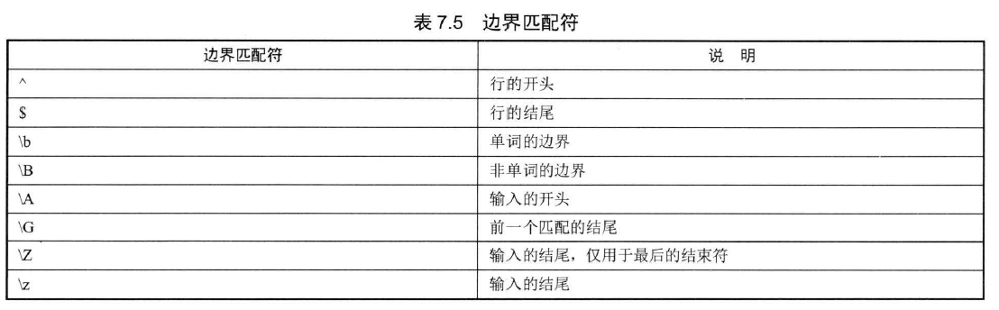 表 7.5 边界匹配符
边界匹配符 说 明
^ 行的开头
$ 行的结尾
\b 单词的边界
\B 非单词的边界
\A 输入的开头
\G 前一个匹配的结尾
\Z 输入的结尾，仅用于最后的结束符
\z 输入的结尾